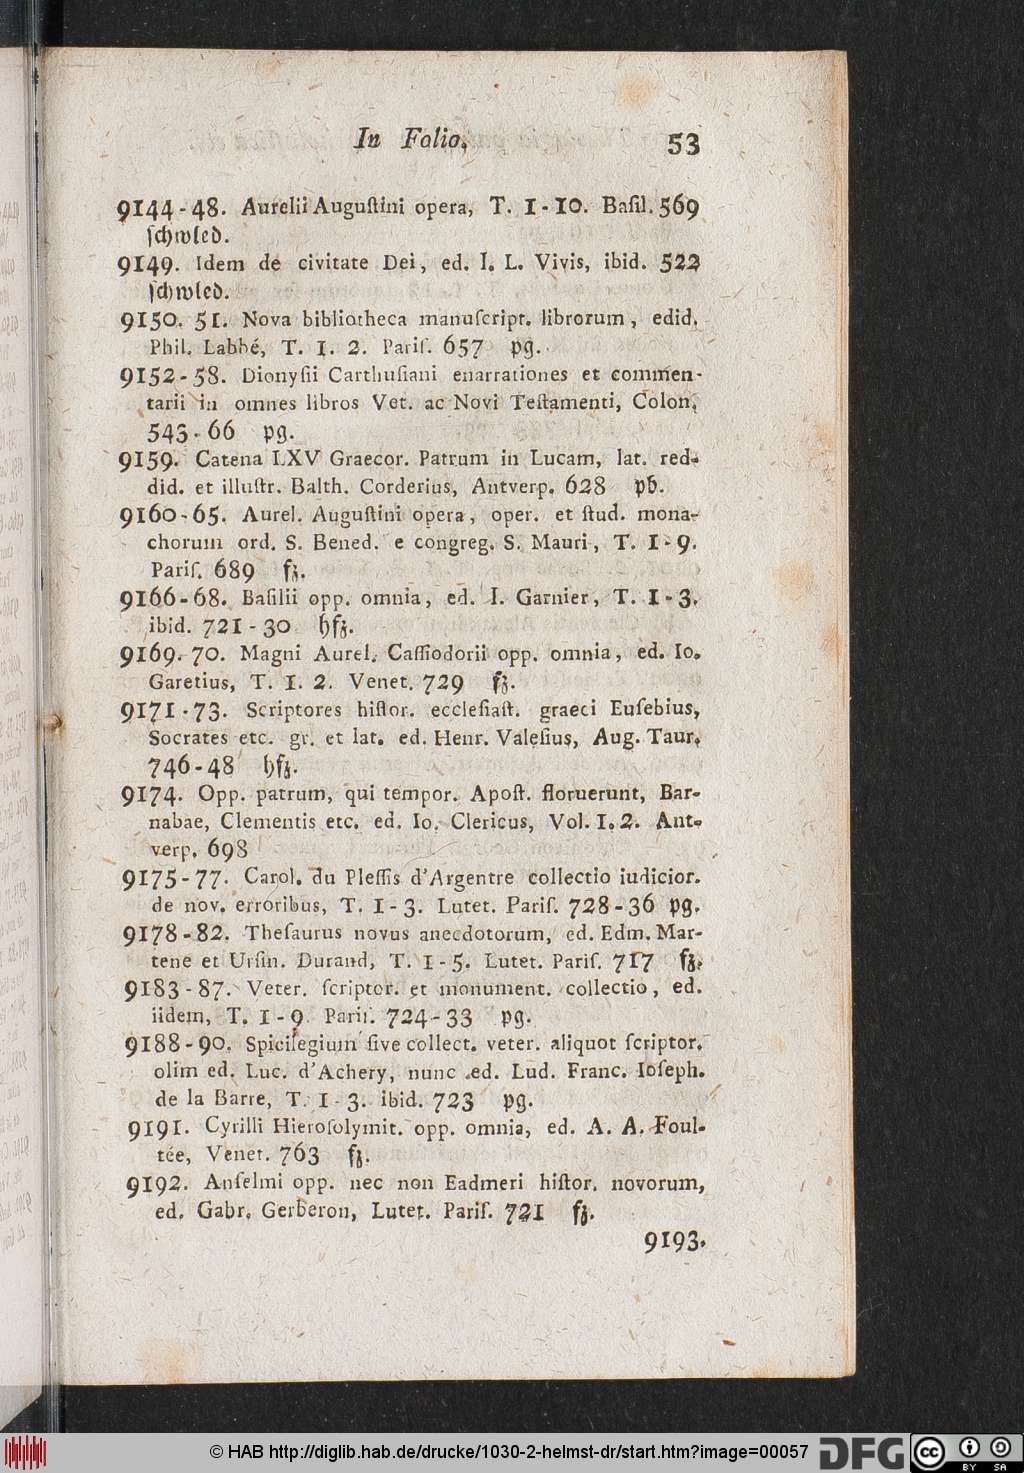 In Folio. 53
9144-48. Aurelii Auguſtini opera, T. 1-10. Baſil. 569
ſchwled.
9149. Idem de civitate Dei, ed. I. L. Vivis, ibid. 522
ſchwled.
9150. 51. Nova bibliotheca manuſcript. librorum, edid.
Phil. Labbé, T. 1. 2. Pariſ. 657 pg.
9152-58. Dionyſii Carthuſiani enarrationes et commen-
tarii in omnes libros Vet. ac Novi Teſtamenti, Colon.
543-66 pg.
9159. Catena LXV Graecor. Patrum in Lucam, lat. red-
did. et illuſtr. Balth. Corderius, Antverp. 628 pb.
9160-65. Aurel. Auguſtini opera, oper. et ſtud. mona-
chorum ord. S. Bened. e congreg. S. Mauri, T. 1-9.
Pariſ. 689 fz.
9166-68. Baſilii opp. omnia, ed. I. Garnier, T. 1-3.
ibid. 721-30 hfz.
9169-70. Magni Aurel. Caſſiodorii opp. omnia, ed. Io.
Garetius, T. 1. 2. Venet. 729 fz.
9171-73. Scriptores hiſtor. eccleſiaſt. graeci Euſebius,
Socrates etc. gr. et lat. ed. Henr. Valeſius, Aug. Taur.
746-48 hfz.
9174. Opp. patrum, qui tempor. Apoſt. floruerunt, Bar-
nabae, Clementis etc. ed. Io. Clericus, Vol. 1. 2. Ant-
verp. 698
9175-77. Carol. du Pleſſis d'Argentre collectio iudicior.
de nov. erroribus, T. 1-3. Lutet. Pariſ. 728-36 pg.
9178-82. Theſaurus novus anecdotorum, ed. Edm. Mar-
tene et Urſin. Durand, T. 1-5. Lutet. Pariſ. 717 fz.
9183-87. Veter. ſcriptor. et monument. collectio, ed.
iidem, T. 1-9. Pariſ. 724-33 pg.
9188-90. Spicilegium ſive collect. veter. aliquot ſcriptor.
olim ed. Luc. d'Achery, nunc ed. Lud. Franc. Ioſeph.
de la Barre, T. 1-3. ibid. 723 pg.
9191. Cyrilli Hieroſolymit. opp. omnia, ed. A. A. Foul-
tée, Venet. 763 fz.
9192. Anſelmi opp. nec non Eadmeri hiſtor. novorum,
ed. Gabr. Gerberon, Lutet. Pariſ. 721 fz.
9193.
© HAB http://diglib.hab.de/drucke/1030-2-helmst-dr/start.htm?image=00057 DFG cc BY SA